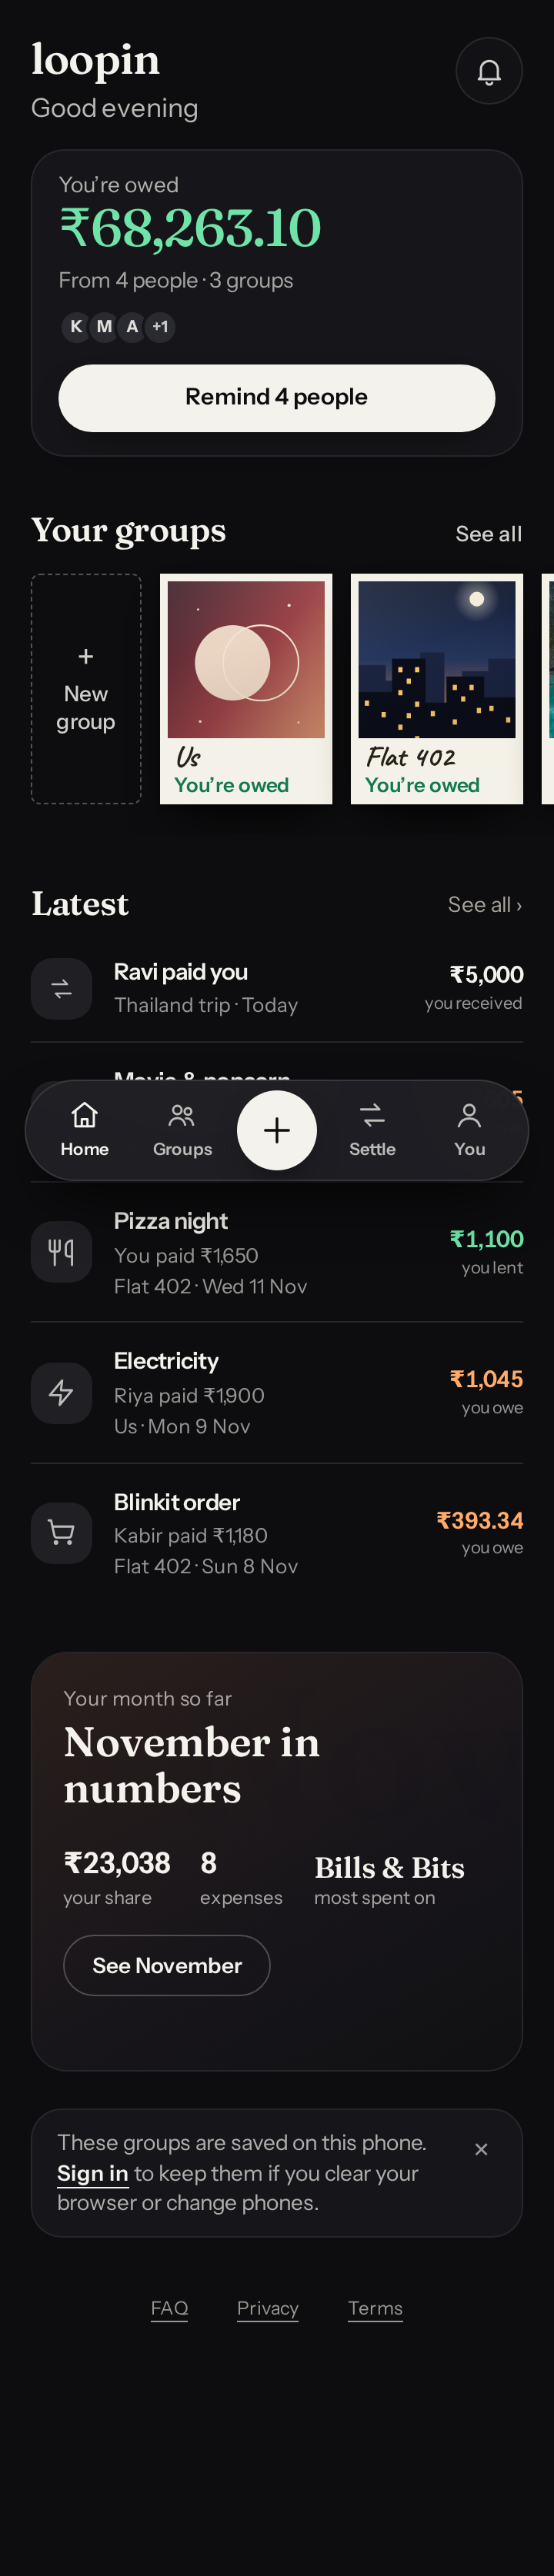 loopin
Good evening
You're owed
₹68,263.10
From 4 people · 3 groups
K M A +1
Remind 4 people
Your groups
See all
+
New
group
Us
You're owed
Flat 402
You're owed
Latest
See all ›
Ravi paid you
₹5,000
Thailand trip · Today
you received
Movie & popcorn
Home
Groups
Settle
You
Pizza night
₹1,100
You paid ₹1,650
you lent
Flat 402 · Wed 11 Nov
Electricity
₹1,045
Riya paid ₹1,900
you owe
Us · Mon 9 Nov
Blinkit order
₹393.34
Kabir paid ₹1,180
you owe
Flat 402 · Sun 8 Nov
Your month so far
November in
numbers
₹23,038
8
Bills & Bits
your share
expenses
most spent on
See November
These groups are saved on this phone.
Sign in to keep them if you clear your
browser or change phones.
FAQ
Privacy
Terms